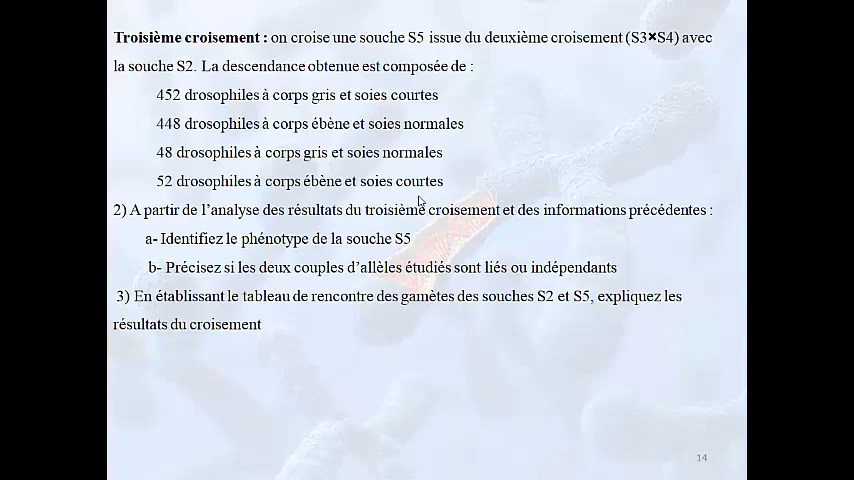 Troisième croisement : on croise une souche S5 issue du deuxième croisement (S3×S4) avec
la souche S2. La descendance obtenue est composée de :
452 drosophiles à corps gris et soies courtes
448 drosophiles à corps ébène et soies normales
48 drosophiles à corps gris et soies normales
52 drosophiles à corps ébène et soies courtes
2) A partir de l’analyse des résultats du troisième croisement et des informations précédentes :
a- Identifiez le phénotype de la souche S5
b- Précisez si les deux couples d’allèles étudiés sont liés ou indépendants
3) En établissant le tableau de rencontre des gamètes des souches S2 et S5, expliquez les
résultats du croisement
14